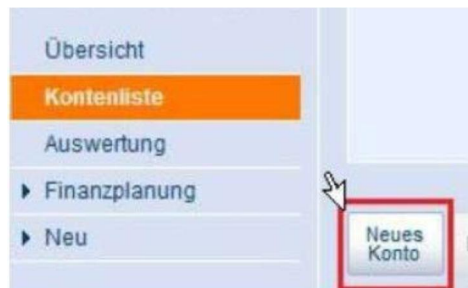 Übersicht
Kontenliste
Auswertung
Finanzplanung
Neu
Neues
Konto